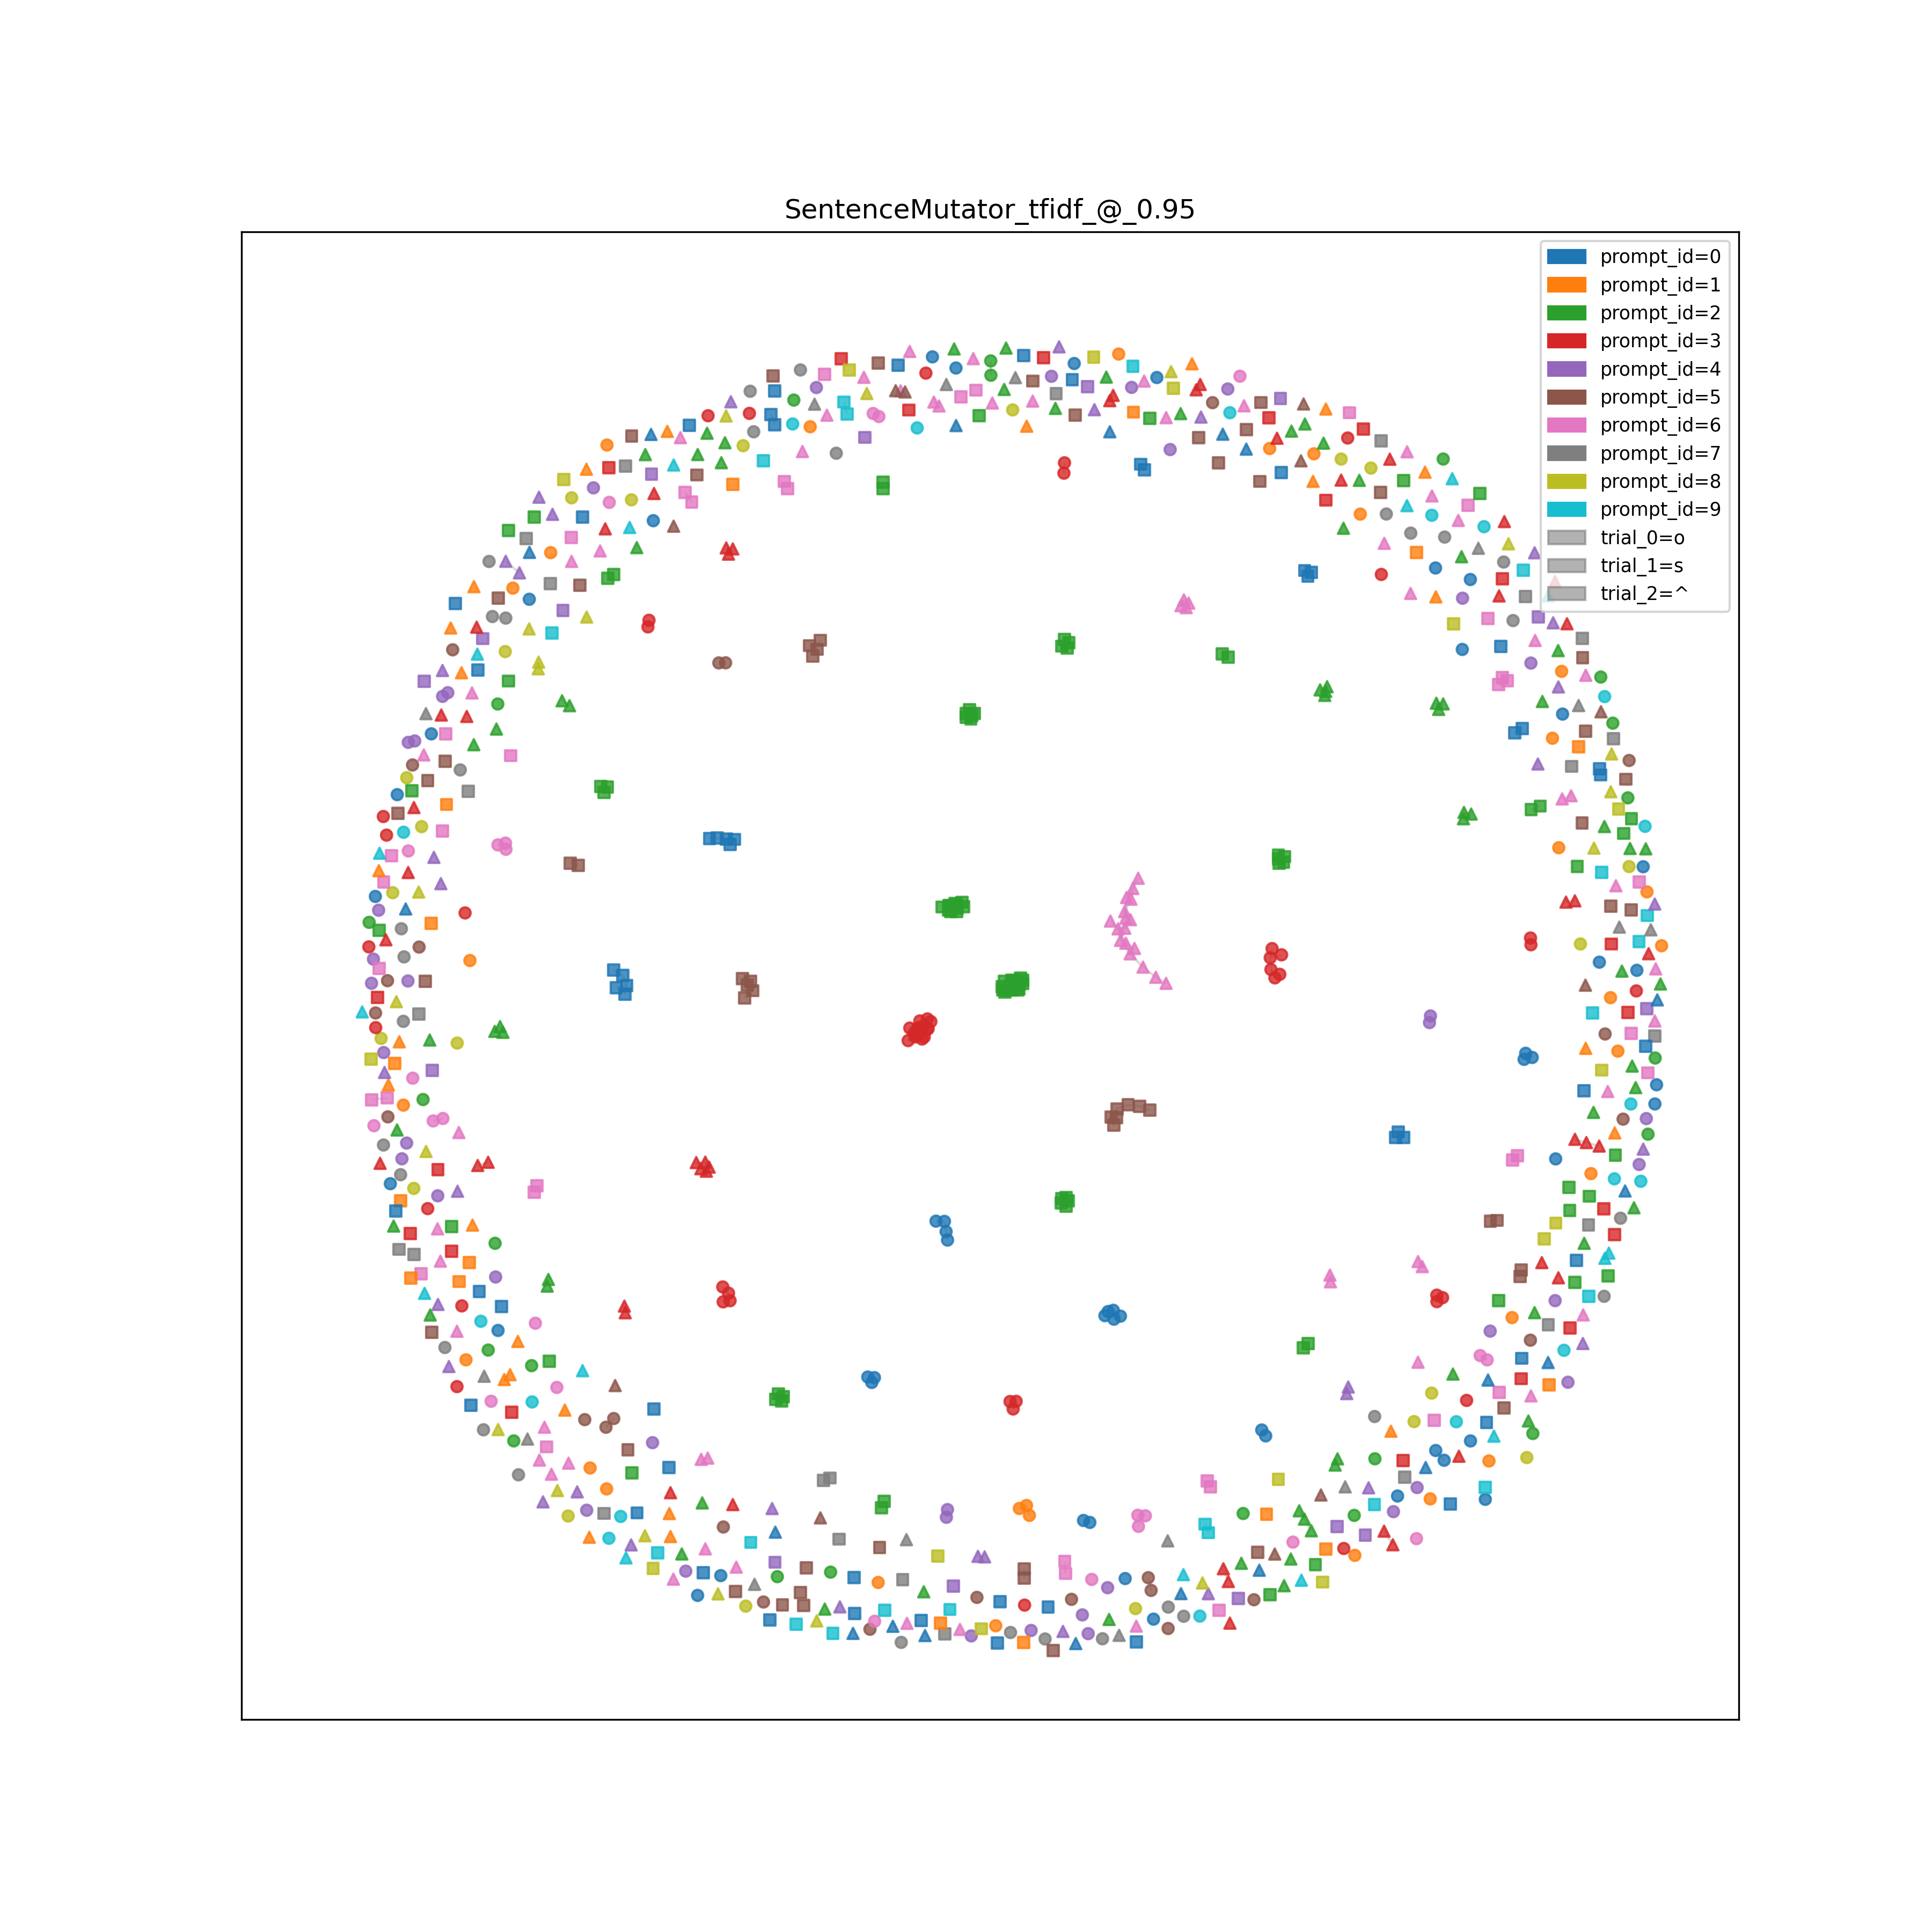 SentenceMutator_tfidf_@_0.95
prompt_id=0
prompt_id=1
prompt_id=2
prompt_id=3
prompt_id=4
prompt_id=5
prompt_id=6
prompt_id=7
prompt_id=8
prompt_id=9
trial_0=o
trial_1=s
trial_2=^